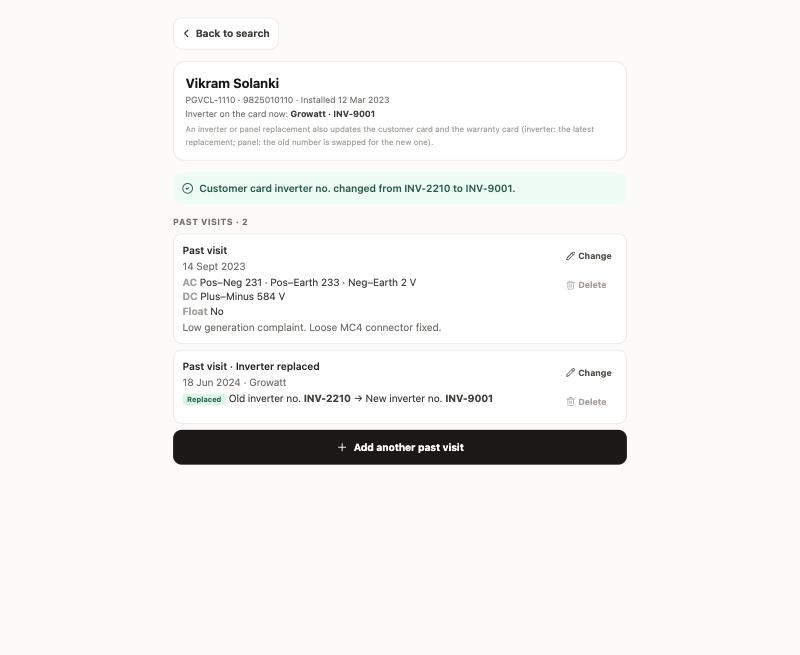 Back to search
Vikram Solanki
PGVCL-1110 · 9825010110 · Installed 12 Mar 2023
Inverter on the card now: Growatt · INV-9001
An inverter or panel replacement also updates the customer card and the warranty card (inverter: the latest
replacement; panel: the old number is swapped for the new one).
Customer card inverter no. changed from INV-2210 to INV-9001.
PAST VISITS · 2
Past visit
Change
14 Sept 2023
AC Pos–Neg 231 · Pos–Earth 233 · Neg–Earth 2 V
Delete
DC Plus–Minus 584 V
Float No
Low generation complaint. Loose MC4 connector fixed.
Past visit · Inverter replaced
Change
18 Jun 2024 · Growatt
Replaced Old inverter no. INV-2210 → New inverter no. INV-9001
Delete
+ Add another past visit